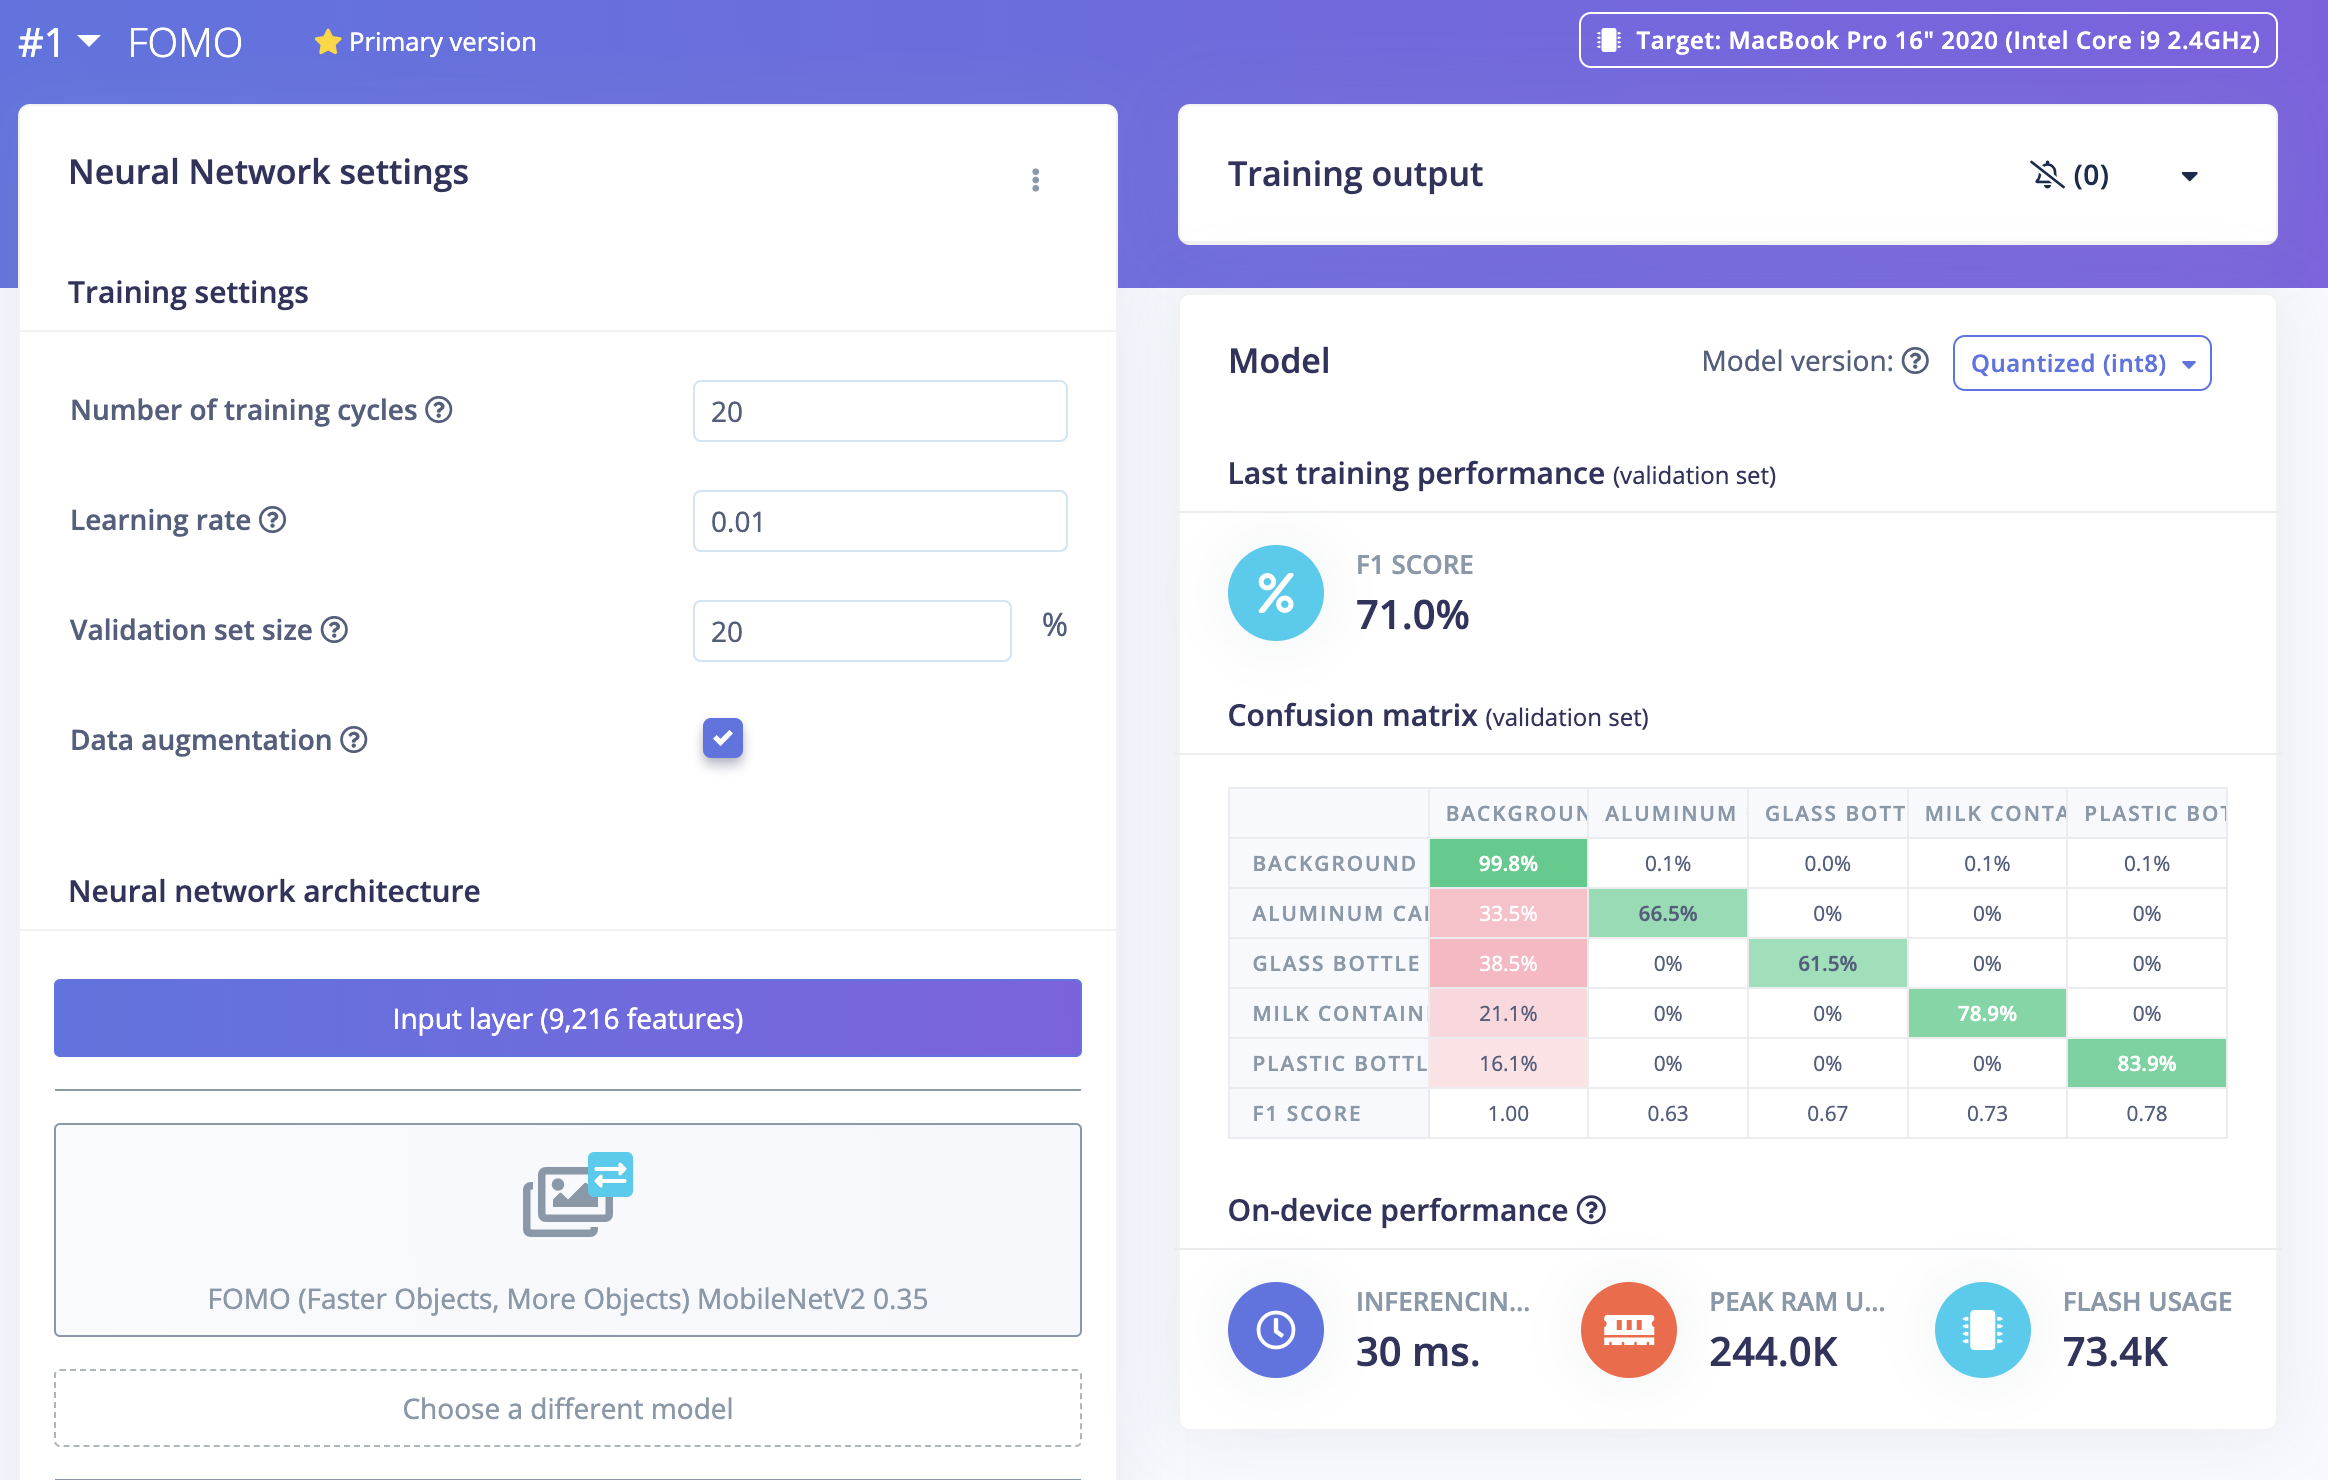 #1 FOMO Primary version
Target: MacBook Pro 16" 2020 (Intel Core i9 2.4GHz)
Neural Network settings
Training settings
Number of training cycles ?
20
Learning rate ?
0.01
Validation set size ?
20
%
Data augmentation ?
Neural network architecture
Input layer (9,216 features)
FOMO (Faster Objects, More Objects) MobileNetV2 0.35
Choose a different model
Training output
(0)
Model
Model version: ?
Quantized (int8)
Last training performance (validation set)
%
F1 SCORE
71.0%
Confusion matrix (validation set)
BACKGROUN ALUMINUM GLASS BOTT MILK CONTA PLASTIC BOT
BACKGROUND 99.8% 0.1% 0.0% 0.1% 0.1%
ALUMINUM CAI 33.5% 66.5% 0% 0% 0%
GLASS BOTTLE 38.5% 0% 61.5% 0% 0%
MILK CONTAIN 21.1% 0% 0% 78.9% 0%
PLASTIC BOTTL 16.1% 0% 0% 0% 83.9%
F1 SCORE 1.00 0.63 0.67 0.73 0.78
On-device performance ?
INFERENCIN...
30 ms.
PEAK RAM U...
244.0K
FLASH USAGE
73.4K